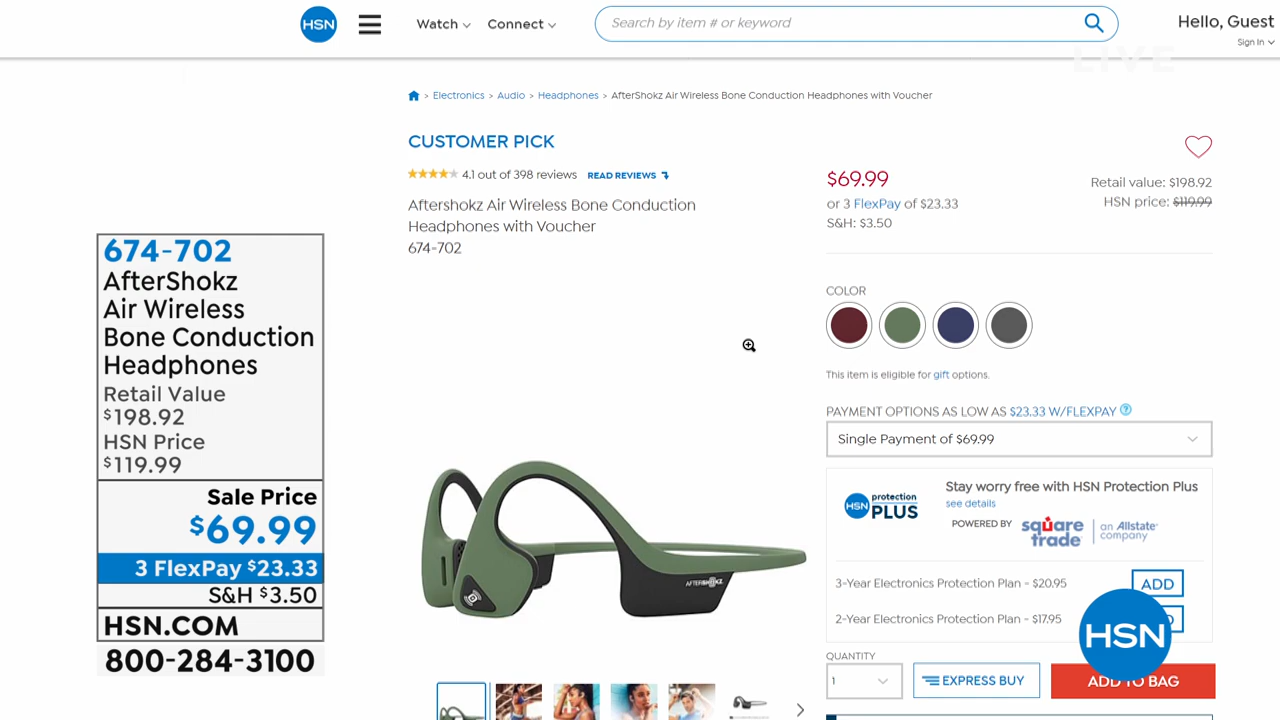 HSN
Watch
Connect
Search by item # or keyword
Hello, Guest
Sign In
LIVE
Electronics > Audio > Headphones > AfterShokz Air Wireless Bone Conduction Headphones with Voucher
CUSTOMER PICK
4.1 out of 398 reviews READ REVIEWS
Aftershokz Air Wireless Bone Conduction
Headphones with Voucher
674-702
$69.99
or 3 FlexPay of $23.33
S&H: $3.50
Retail value: $198.92
HSN price: $119.99
COLOR
This item is eligible for gift options.
PAYMENT OPTIONS AS LOW AS $23.33 W/FLEXPAY ?
Single Payment of $69.99
HSN protection PLUS
Stay worry free with HSN Protection Plus
see details
POWERED BY square trade | an Allstate company
3-Year Electronics Protection Plan - $20.95 ADD
2-Year Electronics Protection Plan - $17.95
QUANTITY
1
EXPRESS BUY
ADD TO BAG
HSN
AFTERSHOKZ
674-702
AfterShokz
Air Wireless
Bone Conduction
Headphones
Retail Value
$198.92
HSN Price
$119.99
Sale Price
$69.99
3 FlexPay $23.33
S&H $3.50
HSN.COM
800-284-3100